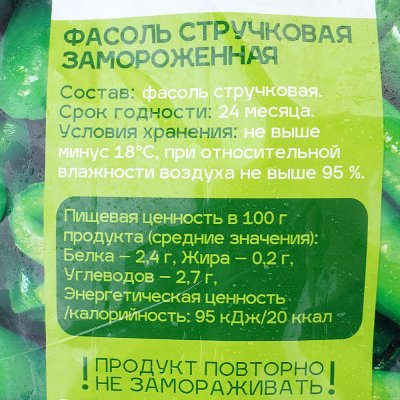 ФАСОЛЬ СТРУЧКОВАЯ
ЗАМОРОЖЕННАЯ
Состав: фасоль стручковая.
Срок годности: 24 месяца.
Условия хранения: не выше
минус 18°С, при относительной
влажности воздуха не выше 95 %.
Пищевая ценность в 100 г
продукта (средние значения):
Белка – 2,4 г, Жира – 0,2 г,
Углеводов – 2,7 г,
Энергетическая ценность
/калорийность: 95 кДж/20 ккал
! ПРОДУКТ ПОВТОРНО !
НЕ ЗАМОРАЖИВАТЬ